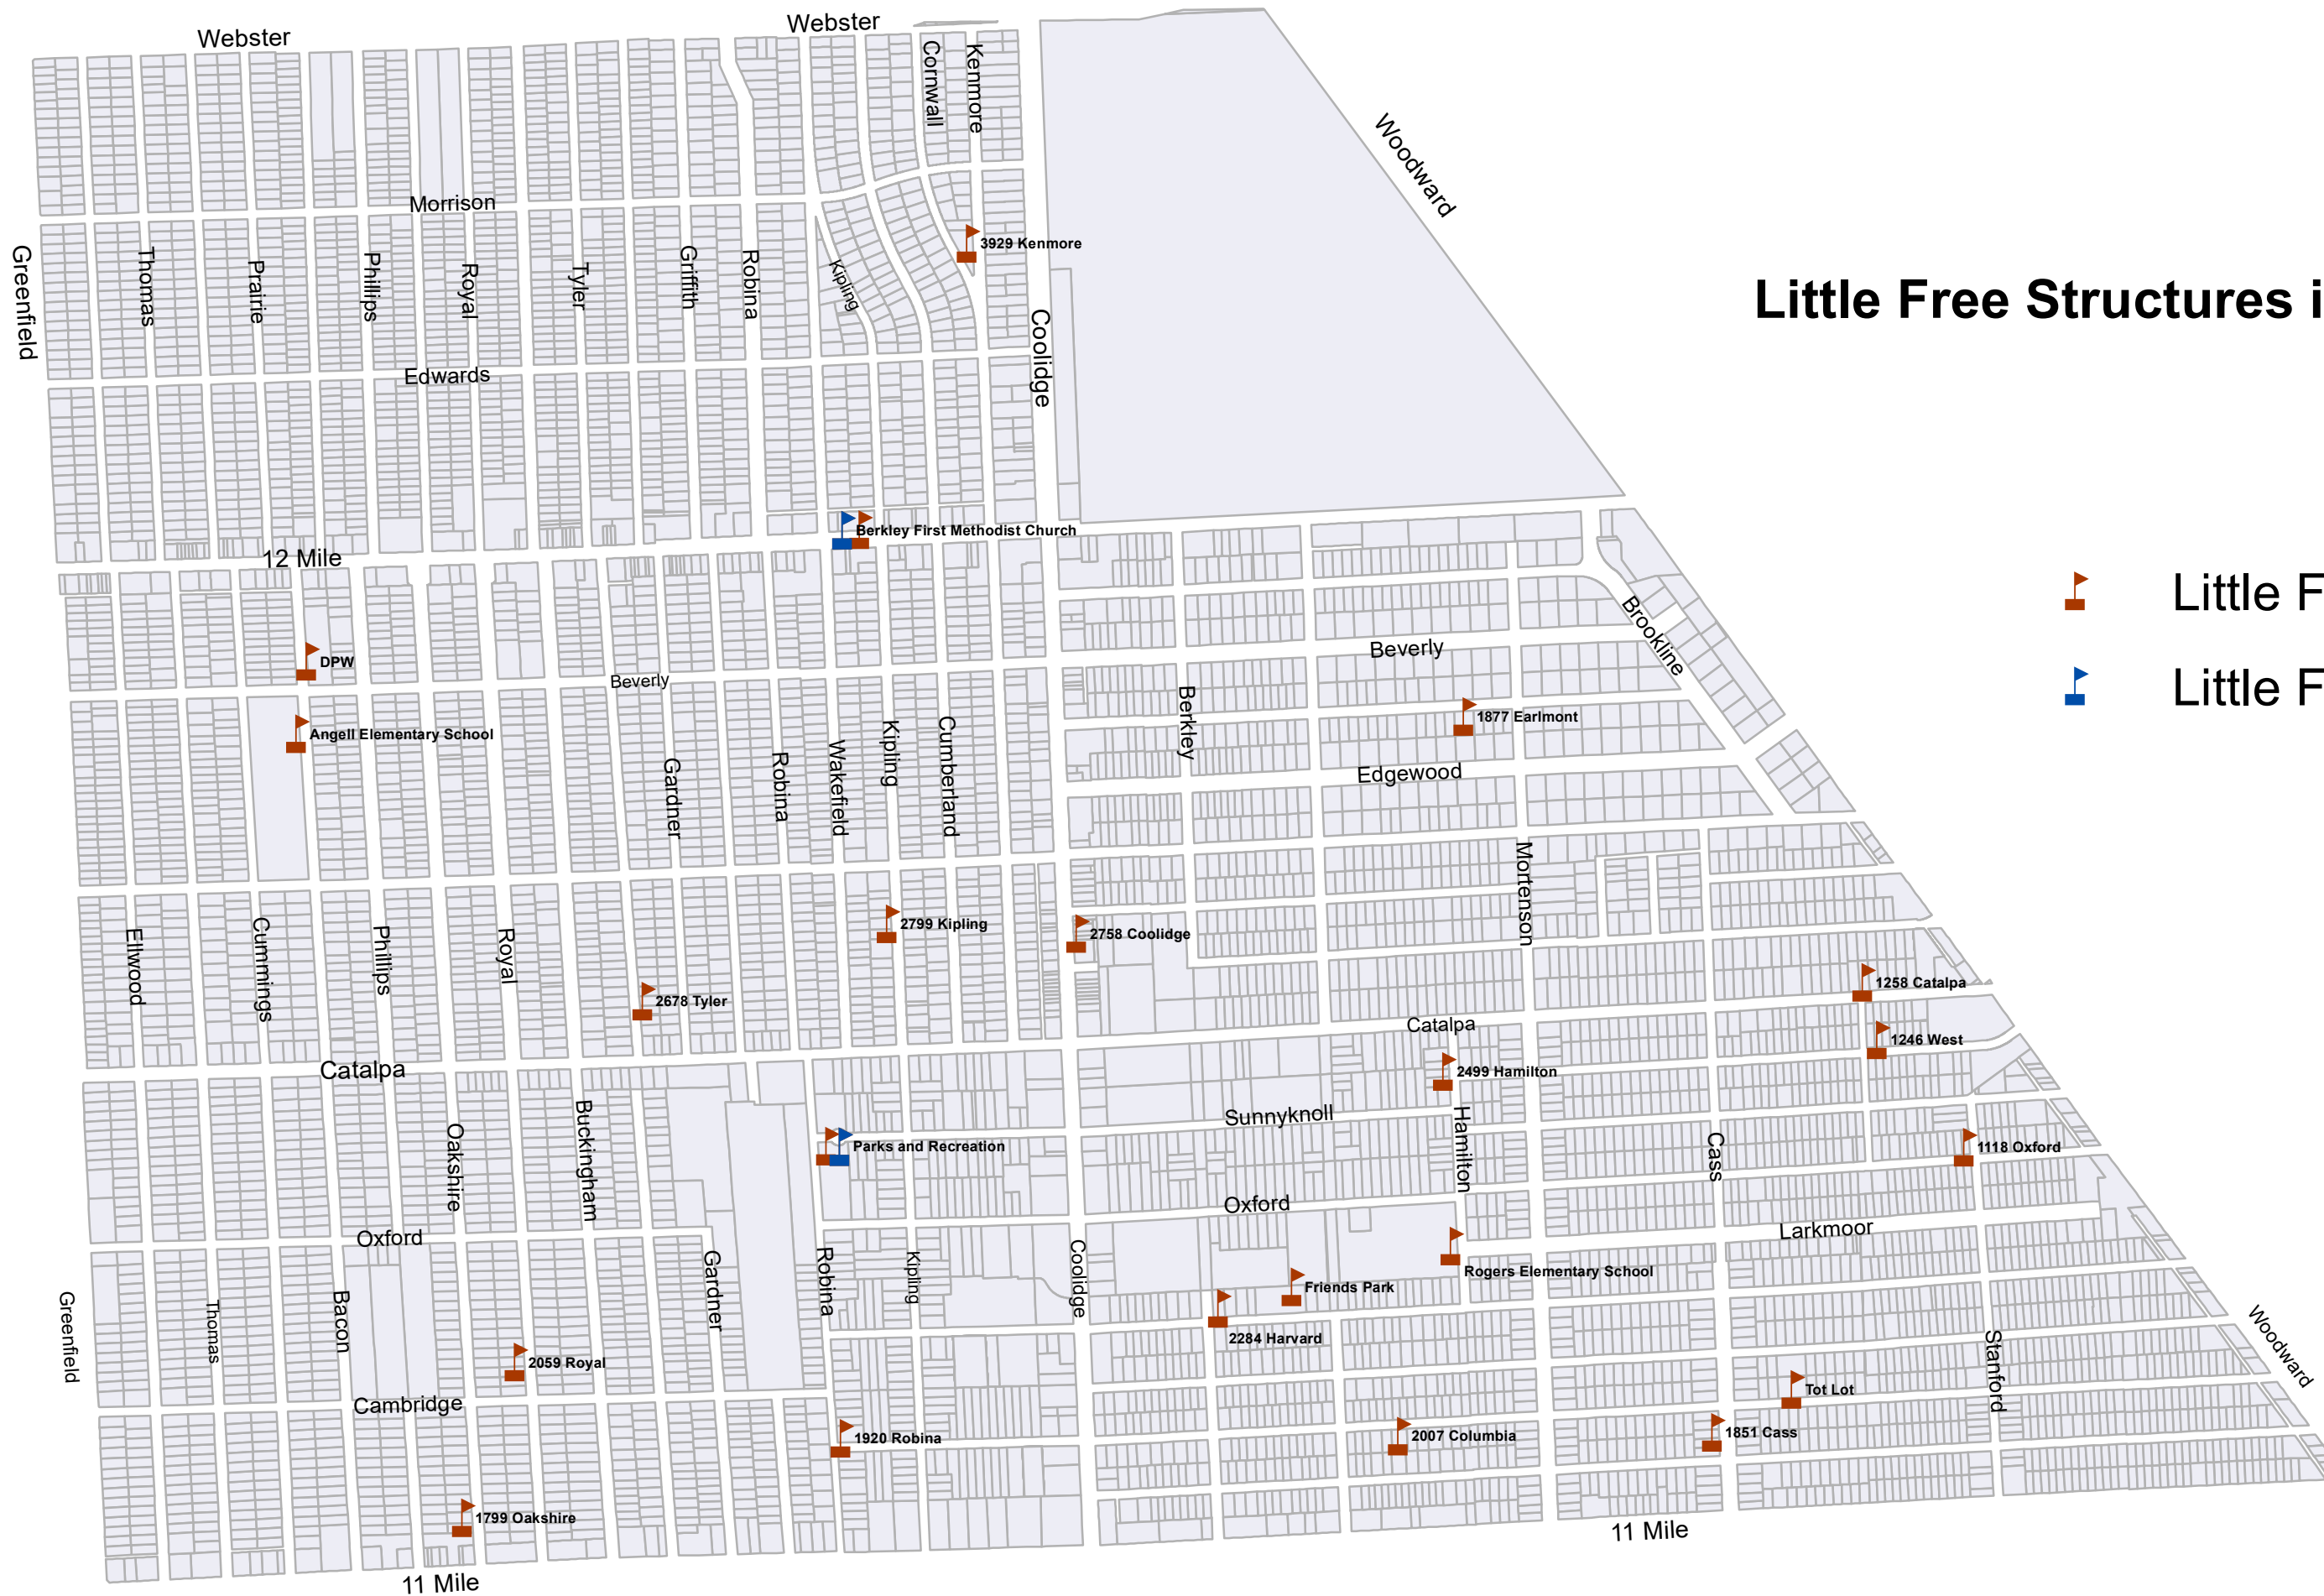 Webster
Webster
Cornwall
Kenmore
Woodward
Morrison
Greenfield
Thomas
Prairie
Phillips
Royal
Tyler
Griffith
Robina
Kipling
3929 Kenmore
Coolidge
Little Free Structures i
Edwards
Berkley First Methodist Church
12 Mile
Little F
Little F
Brookline
Beverly
DPW
Beverly
Berkley
1877 Earlmont
Angell Elementary School
Gardner
Robina
Wakefield
Kipling
Cumberland
Edgewood
Mortenson
2799 Kipling
2758 Coolidge
Ellwood
Cummings
Phillips
Royal
2678 Tyler
1258 Catalpa
Catalpa
1246 West
Catalpa
2499 Hamilton
Sunnyknoll
Oakshire
Buckingham
Parks and Recreation
Hamilton
Cass
1118 Oxford
Oxford
Oxford
Larkmoor
Gardner
Robina
Kipling
Coolidge
Rogers Elementary School
Friends Park
Greenfield
Thomas
Bacon
2284 Harvard
Stanford
Woodward
2059 Royal
Tot Lot
Cambridge
1920 Robina
2007 Columbia
1851 Cass
1799 Oakshire
11 Mile
11 Mile